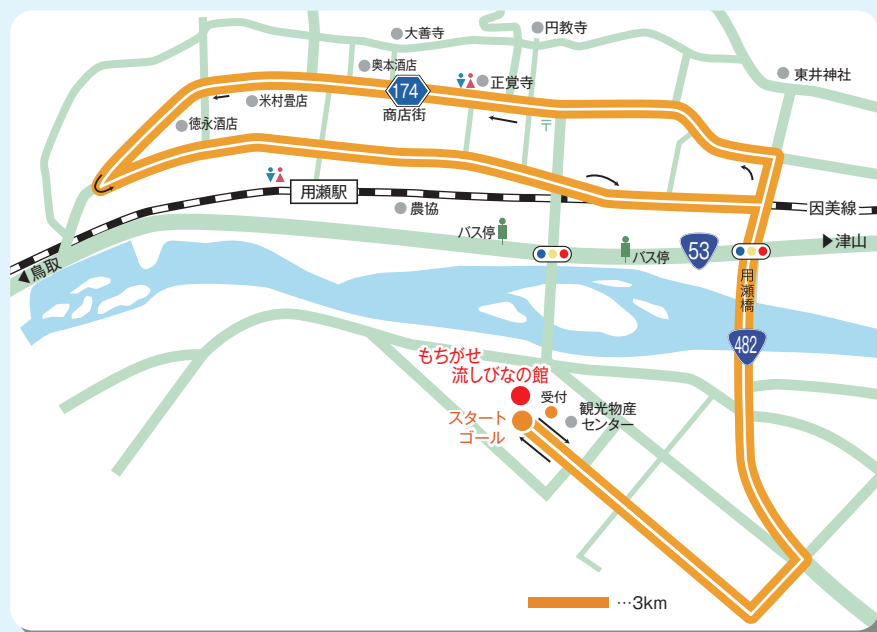 大善寺
円教寺
奥本酒店
正覚寺
東井神社
174
米村畳店
商店街
徳永酒店
〒
用瀬駅
農協
因美線
バス停
バス停
53
津山
鳥取
用瀬橋
482
もちがせ
流しびなの館
受付
スタート
ゴール
観光物産
センター
…3km